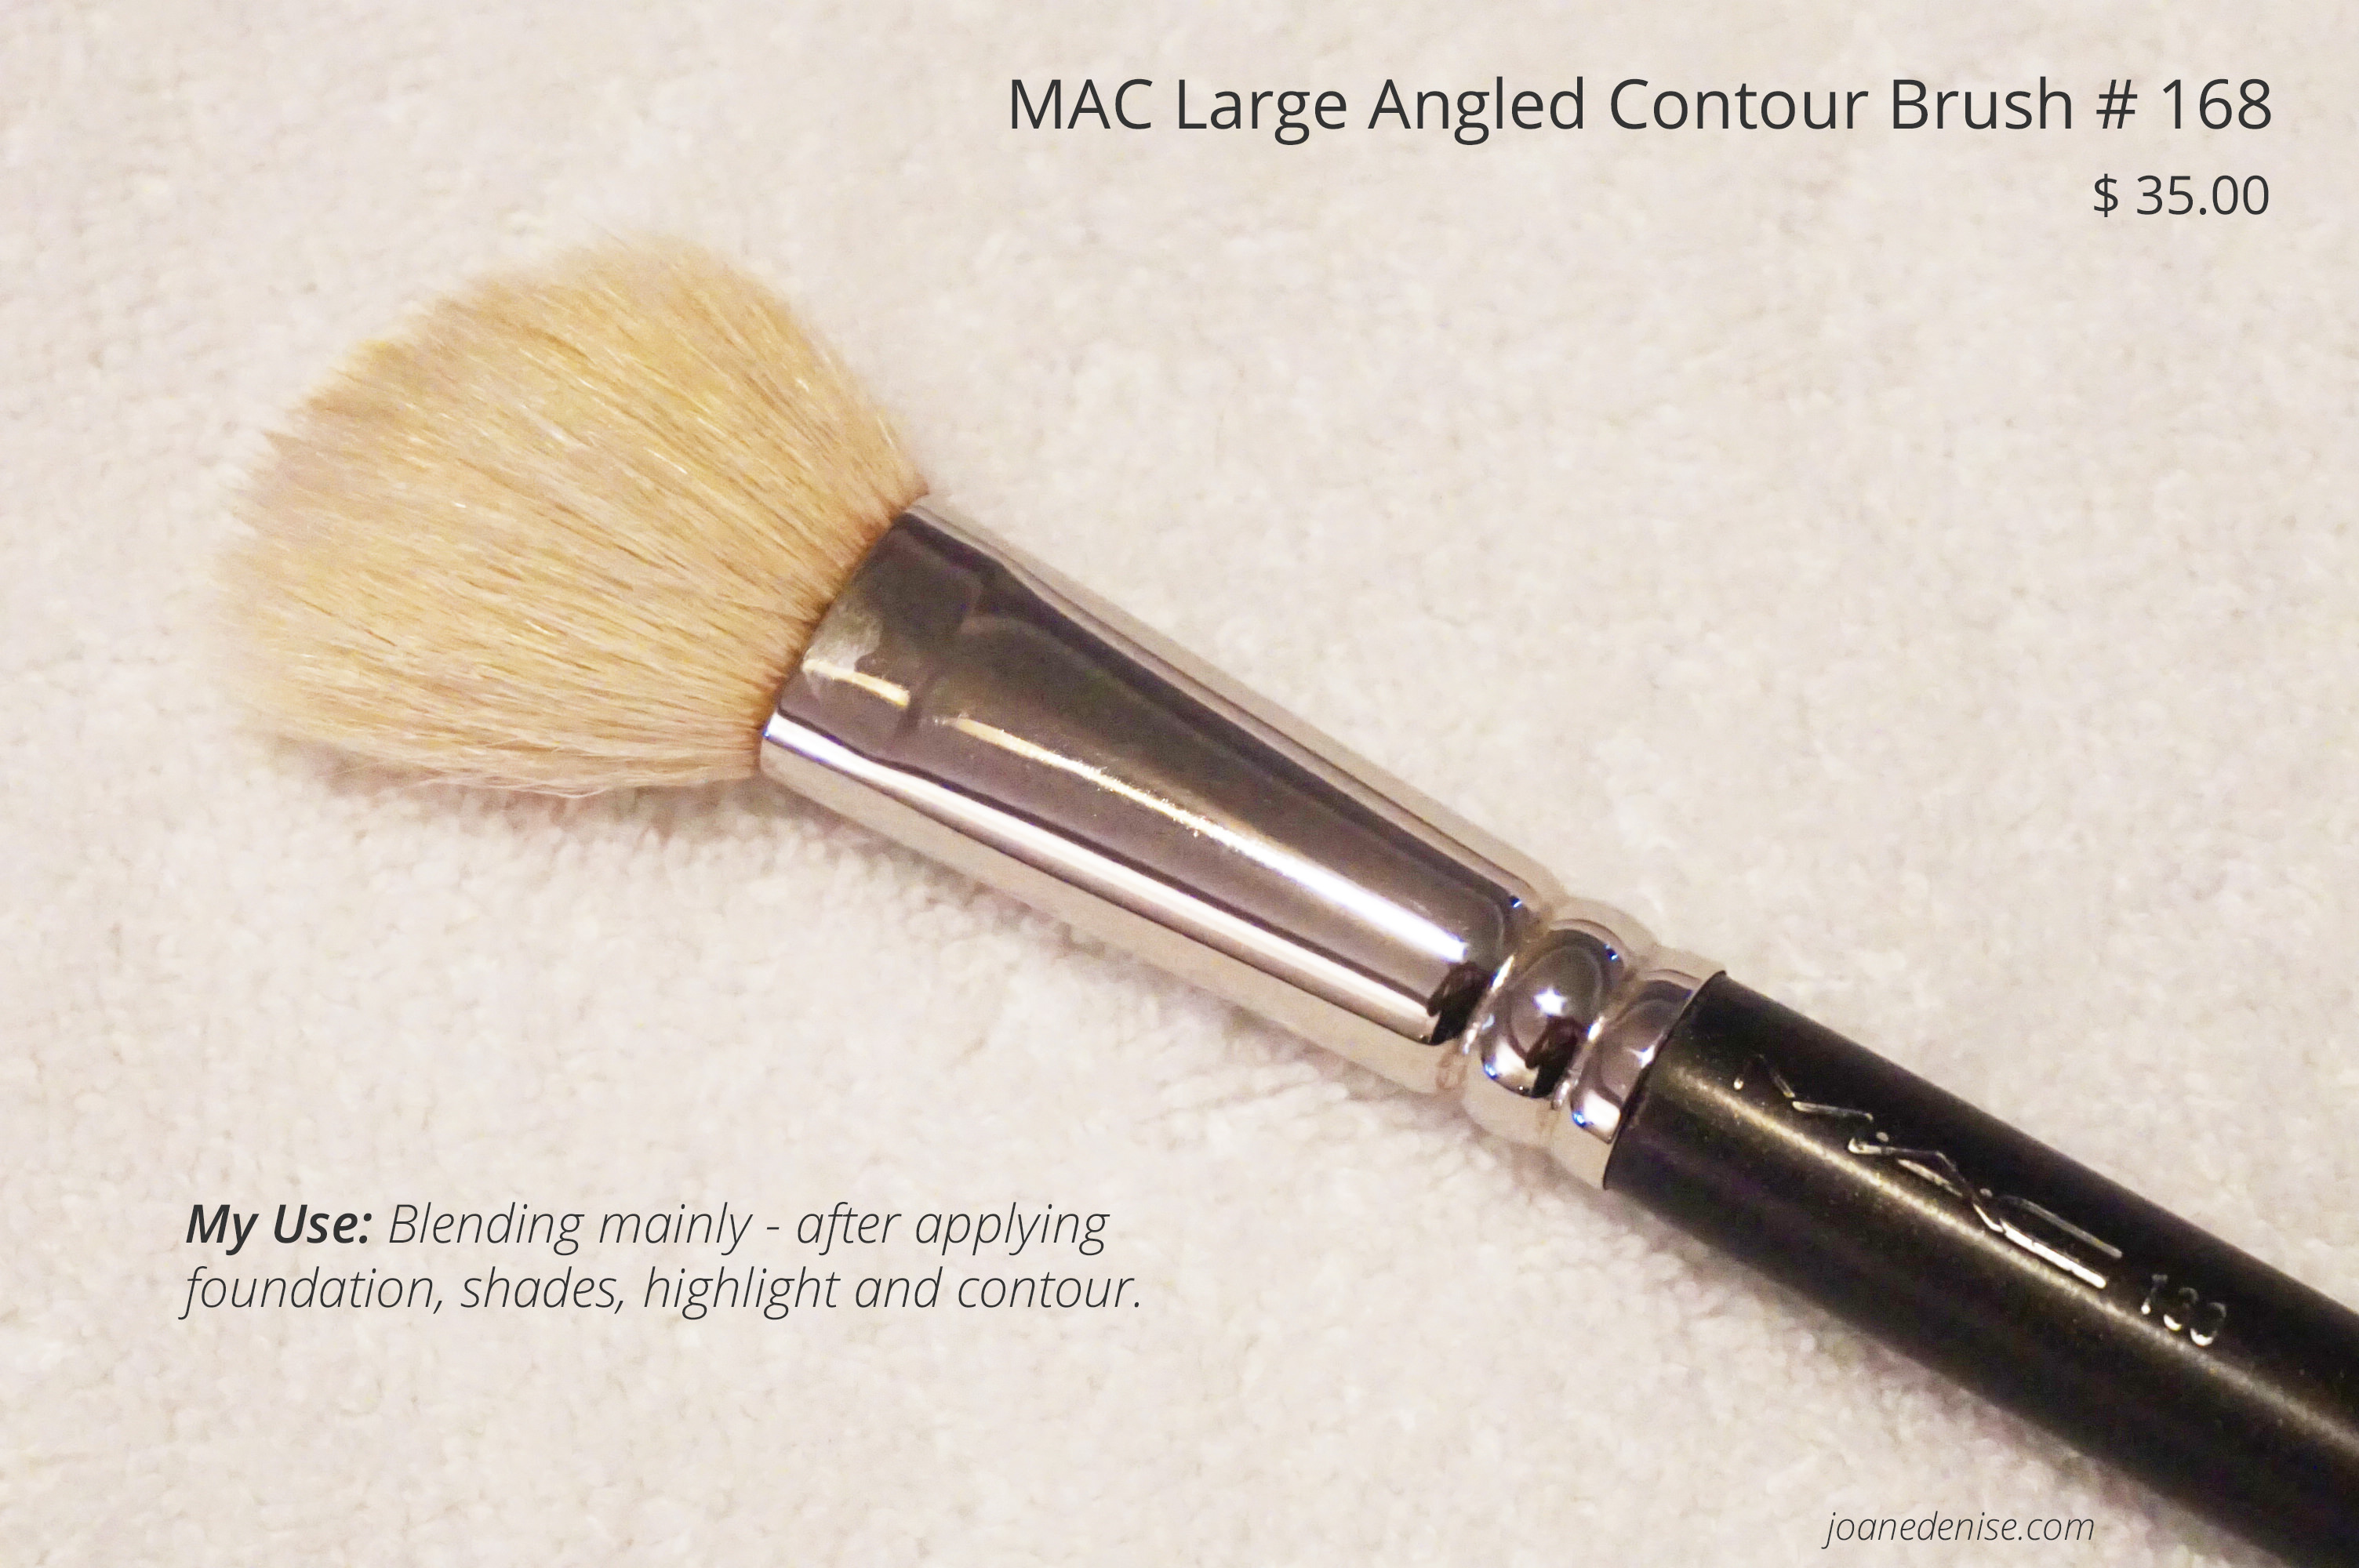 MAC Large Angled Contour Brush # 168
$ 35.00
My Use: Blending mainly - after applying
foundation, shades, highlight and contour.
joanedenise.com